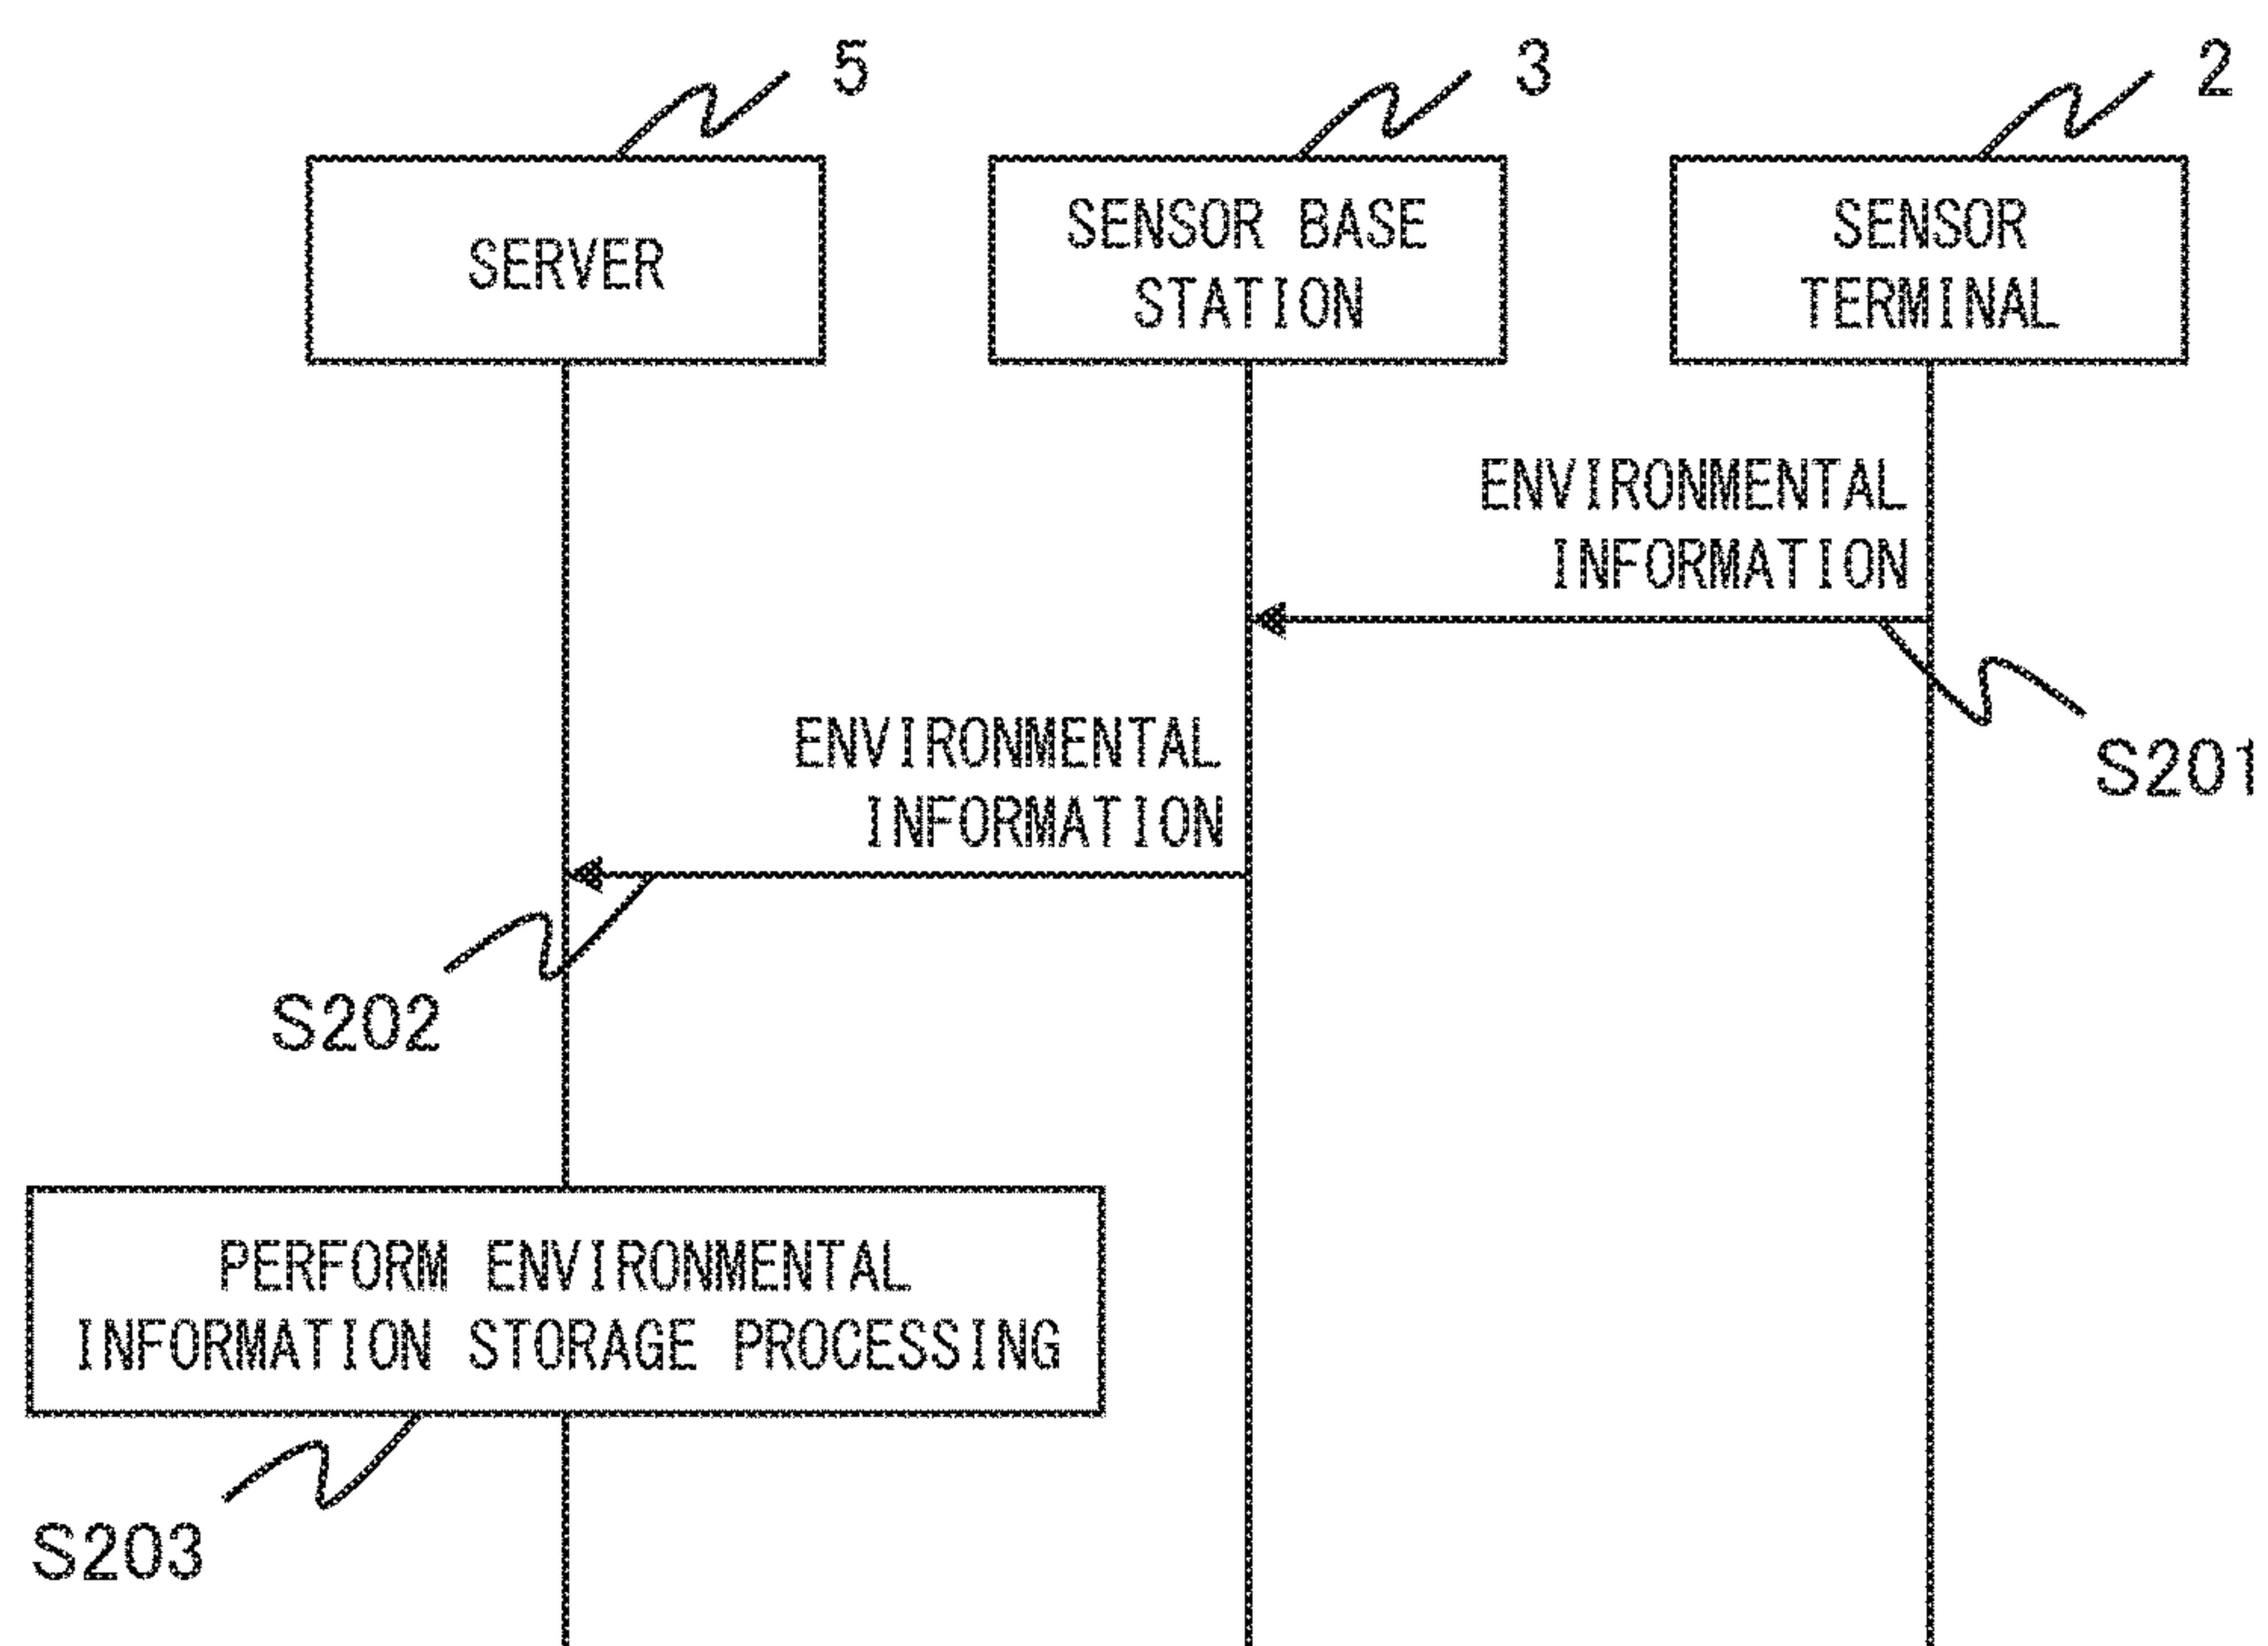 5
3
2
SERVER
SENSOR BASE
STATION
SENSOR
TERMINAL
ENVIRONMENTAL
INFORMATION
S201
ENVIRONMENTAL
INFORMATION
S202
PERFORM ENVIRONMENTAL
INFORMATION STORAGE PROCESSING
S203